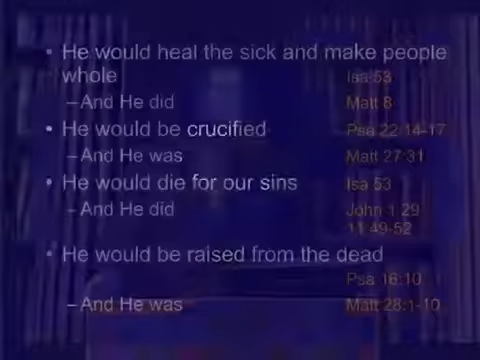 • He would heal the sick and make people
whole Isa 53
–And He did Matt 8
• He would be crucified Psa 22:14-17
–And He was Matt 27:31
• He would die for our sins Isa 53
–And He did John 1:29
11:49-52
• He would be raised from the dead
Psa 16:10
–And He was Matt 28:1-10